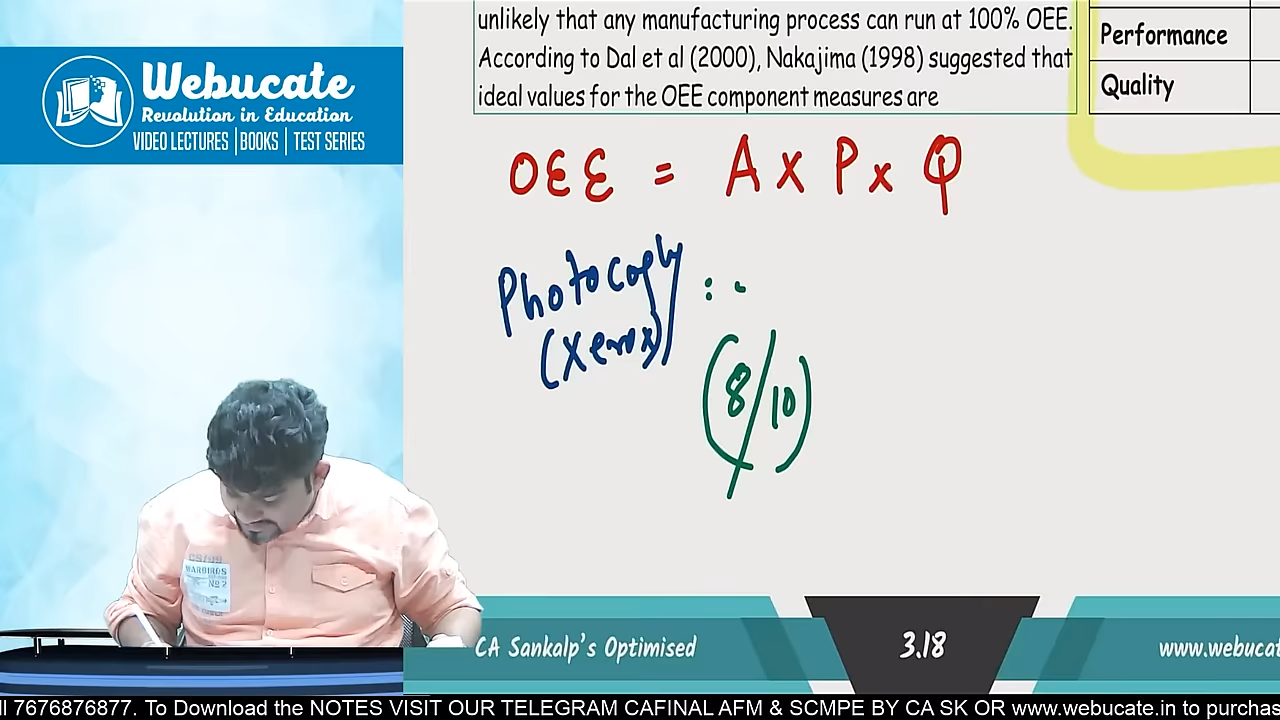 Webucate
Revolution in Education
VIDEO LECTURES | BOOKS | TEST SERIES
unlikely that any manufacturing process can run at 100% OEE.
According to Dal et al (2000), Nakajima (1998) suggested that
ideal values for the OEE component measures are
Performance
Quality
OEE = A x P x Q
Photocopy :-
(Xerox)
(8/10)
WARBIRDS
Nº 7
CA Sankalp's Optimised
3.18
www.webucat
ll 7676876877. To Download the NOTES VISIT OUR TELEGRAM CAFINAL AFM & SCMPE BY CA SK OR www.webucate.in to purchas